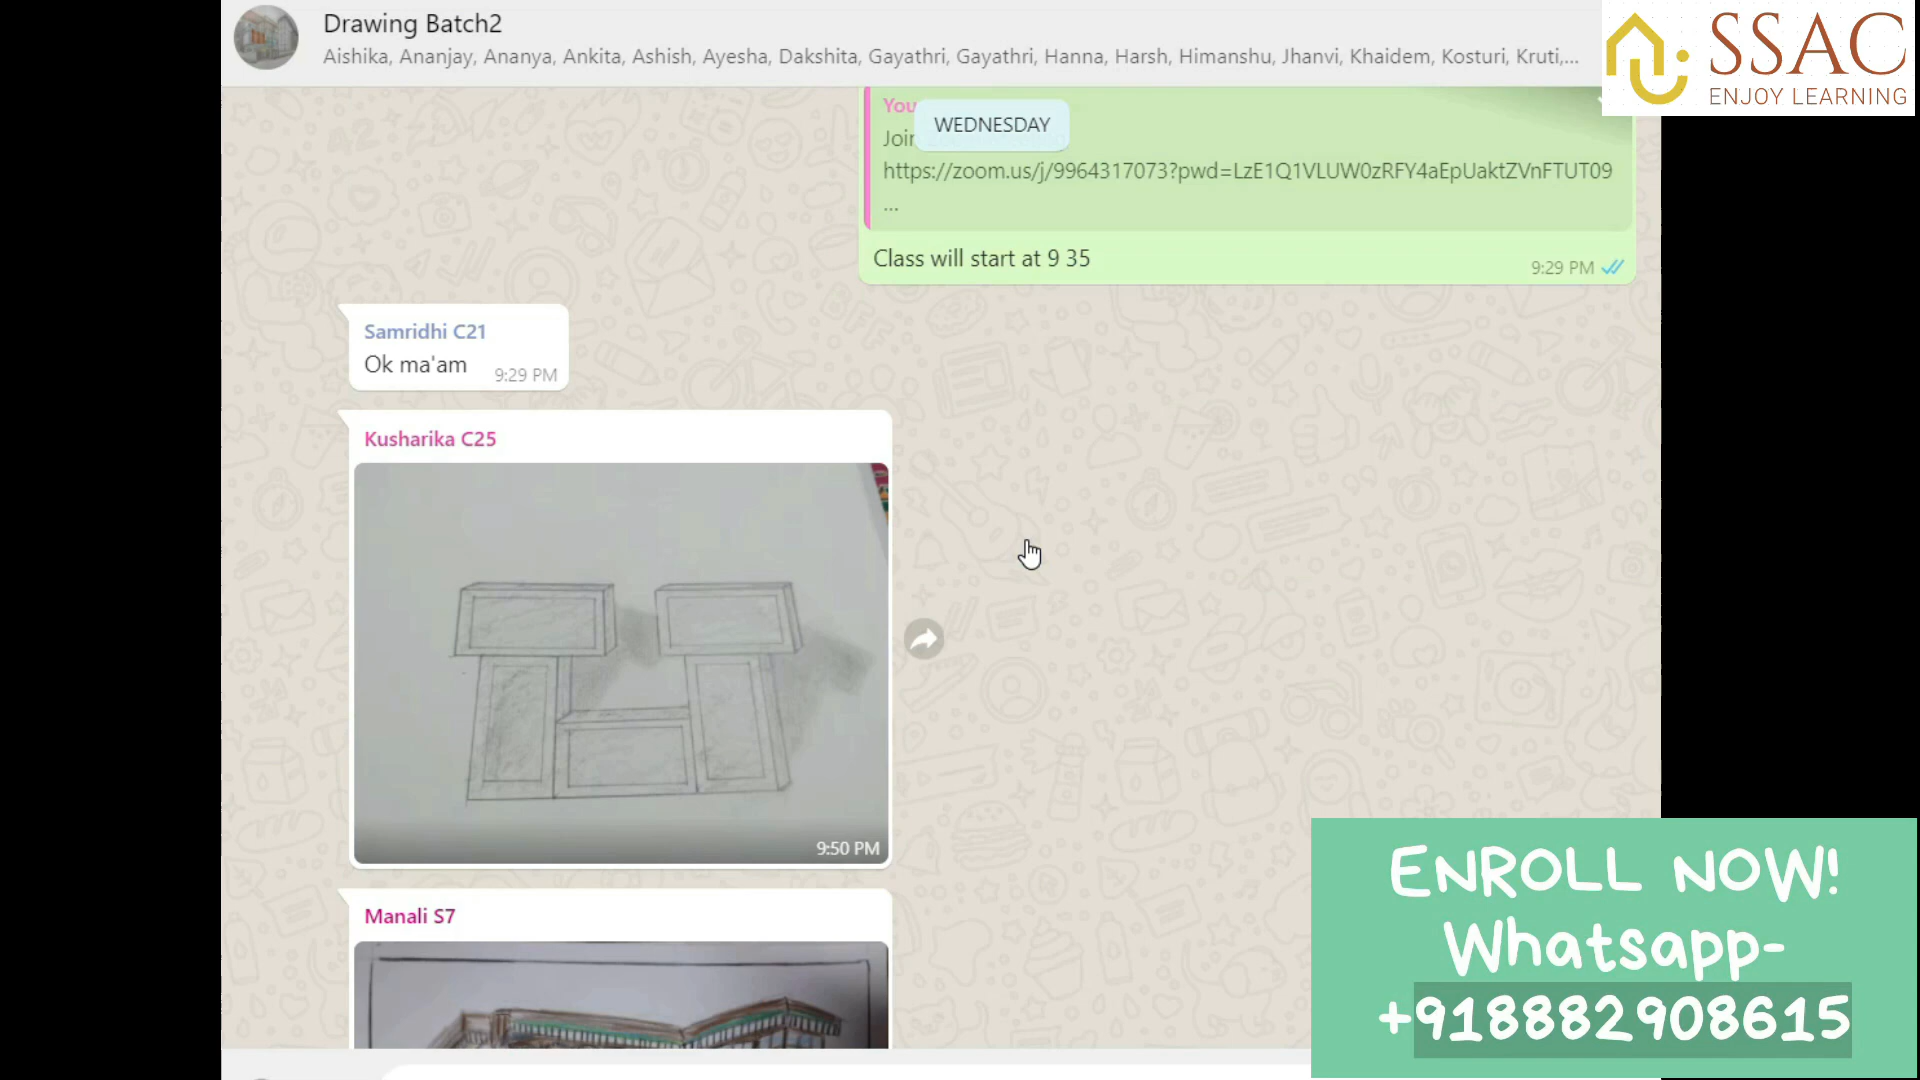 Drawing Batch2
Aishika, Ananjay, Ananya, Ankita, Ashish, Ayesha, Dakshita, Gayathri, Gayathri, Hanna, Harsh, Himanshu, Jhanvi, Khaidem, Kosturi, Kruti,...
SSAC
ENJOY LEARNING
You
WEDNESDAY
https://zoom.us/j/9964317073?pwd=LzE1Q1VLUW0zRFY4aEpUaktZVnFTUT09
...
Class will start at 9 35
9:29 PM
Samridhi C21
Ok ma'am
9:29 PM
Kusharika C25
9:50 PM
Manali S7
ENROLL NOW!
Whatsapp-
+918882908615